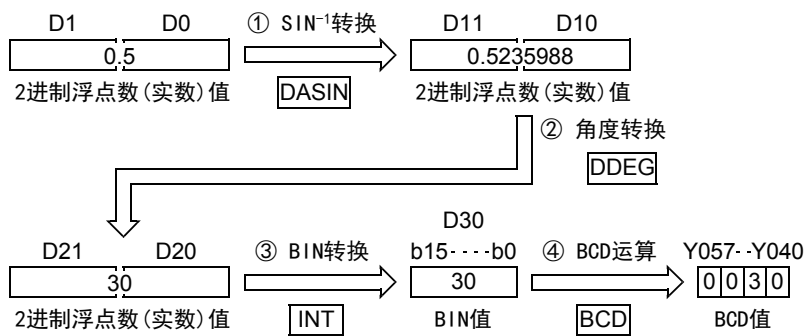 D1 D0 ① SIN⁻¹转换 D11 D10
0.5 0.5235988
2进制浮点数(实数)值 DASIN 2进制浮点数(实数)值
② 角度转换
DDEG
D30
D21 D20 ③ BIN转换 b15----b0 ④ BCD运算 Y057--Y040
30 30 0 0 3 0
2进制浮点数(实数)值 INT BIN值 BCD BCD值